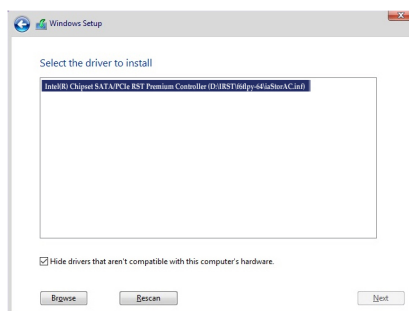 Windows Setup
Select the driver to install
Intel(R) Chipset SATA/PCIe RST Premium Controller (D:\IRST\f6flpy-64\iaStorAC.inf)
Hide drivers that aren't compatible with this computer's hardware.
Browse
Rescan
Next